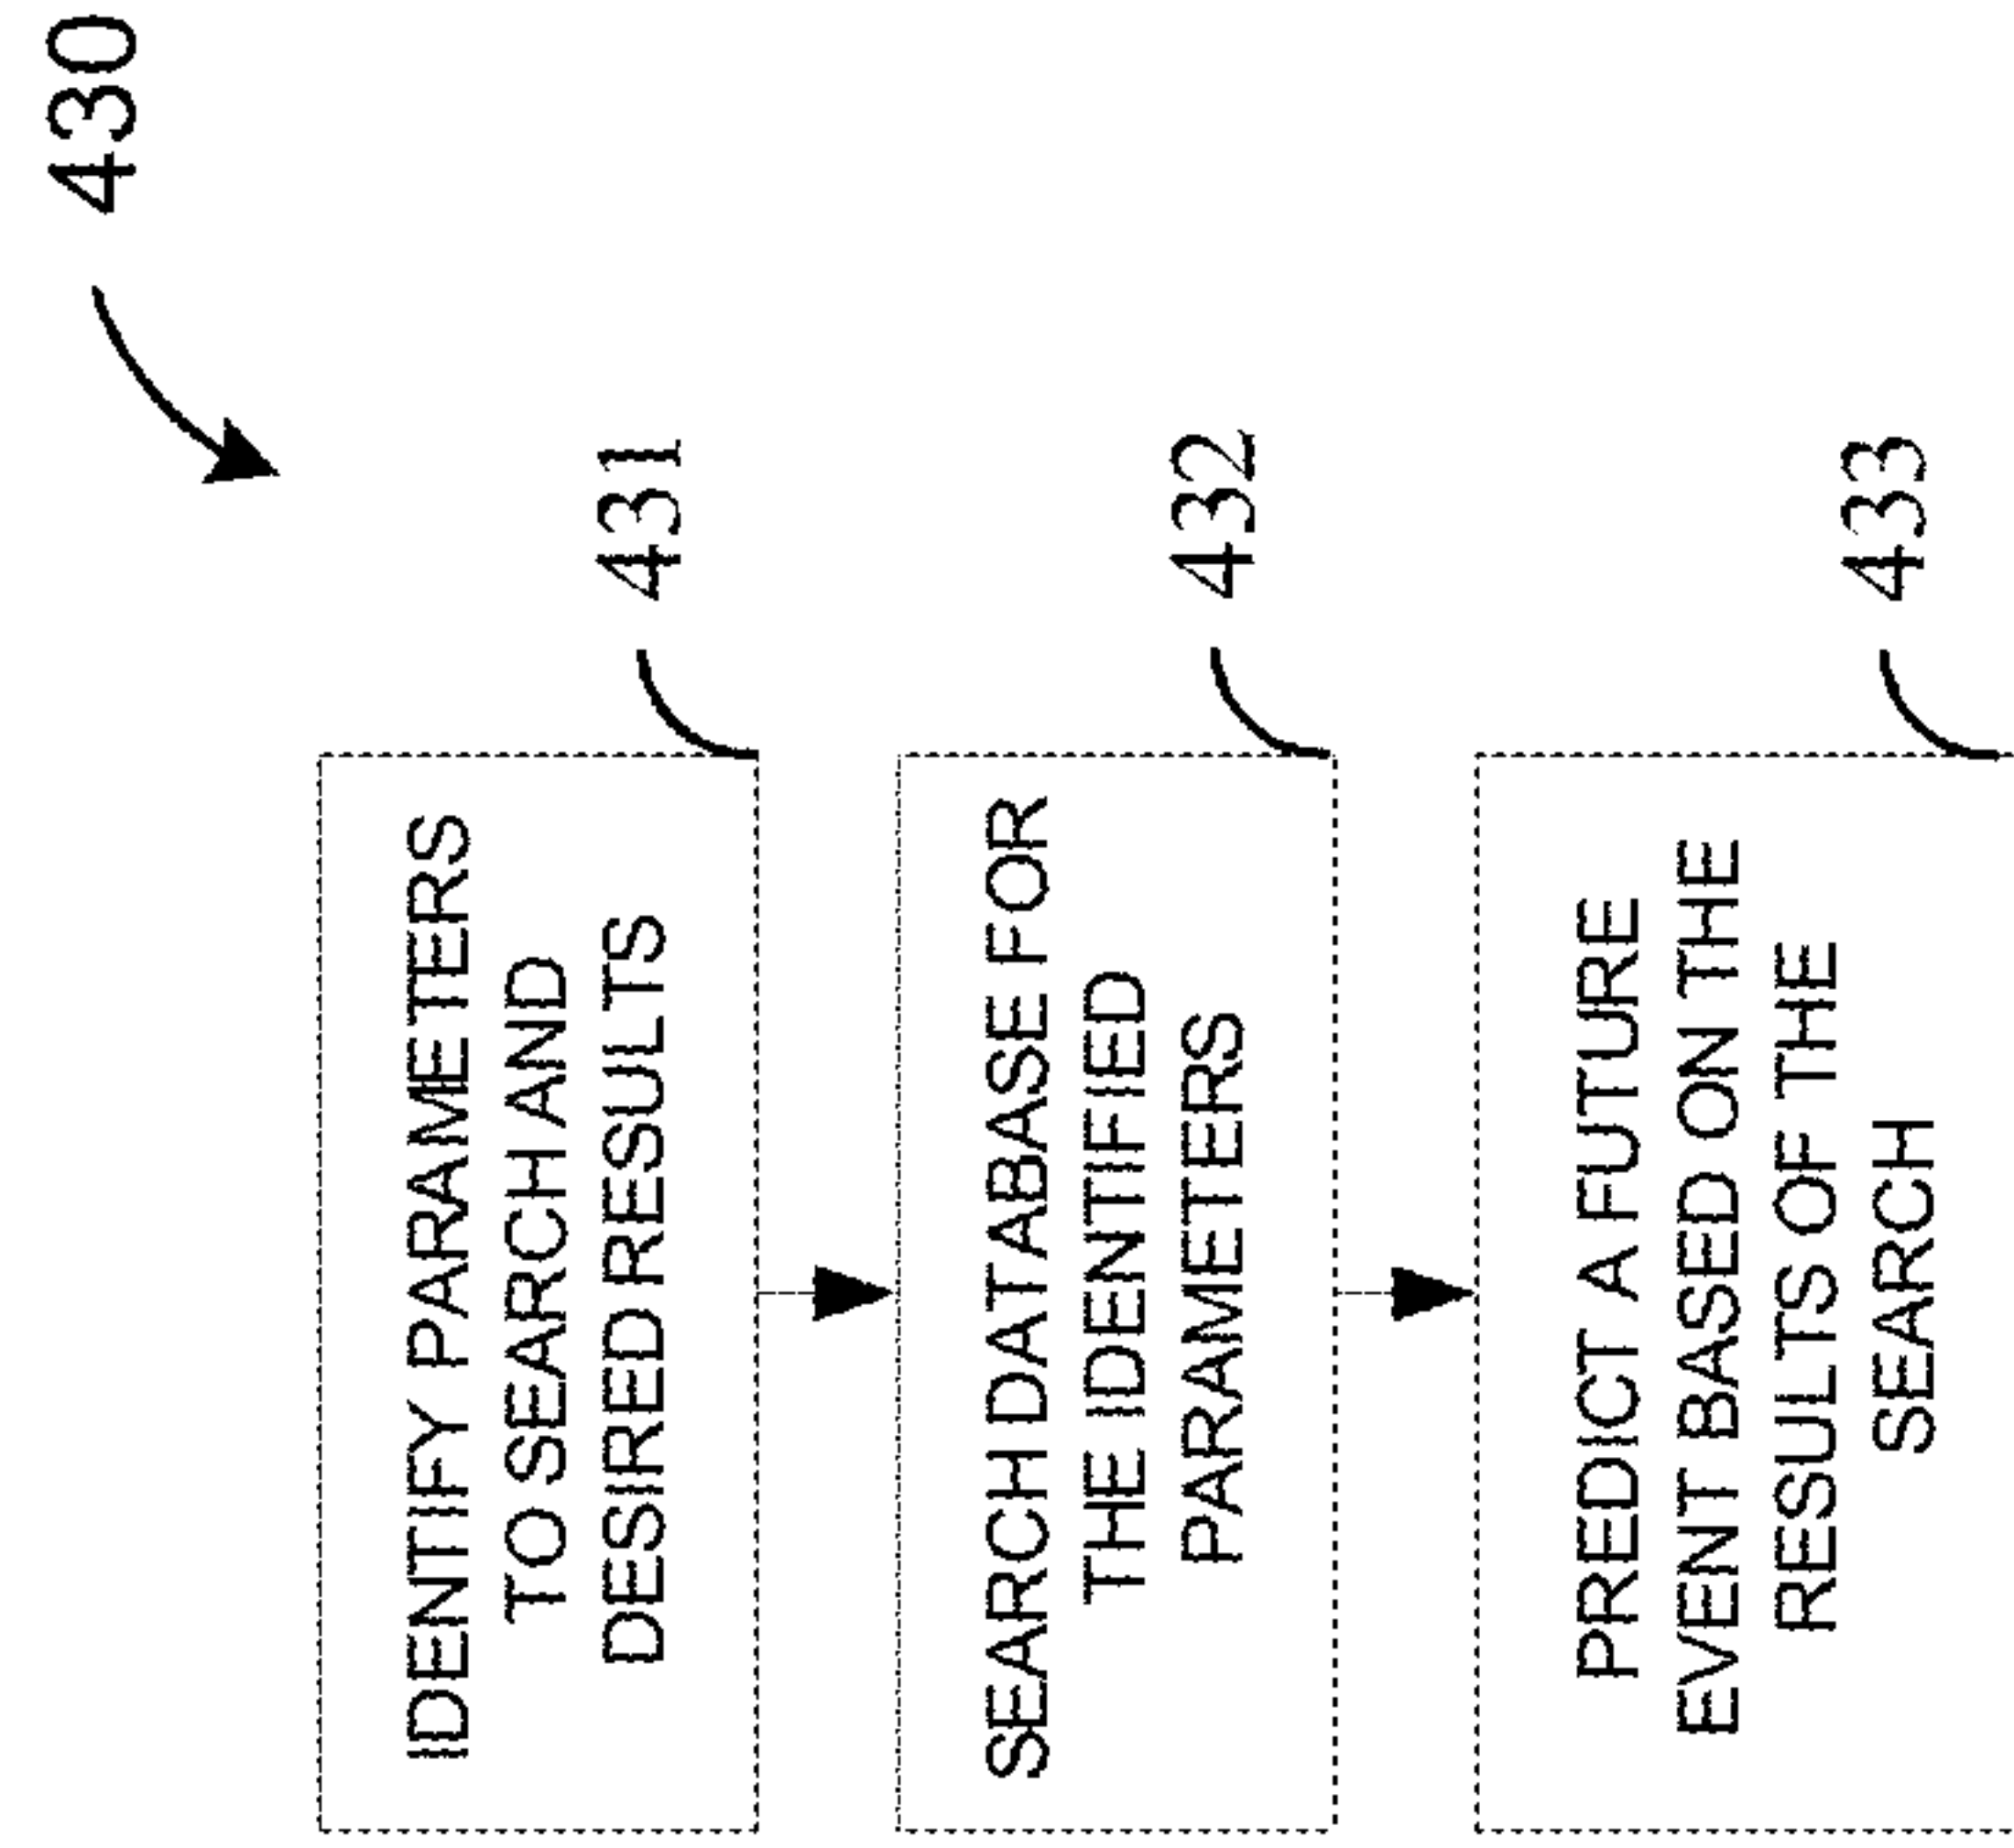 430
IDENTIFY PARAMETERS
TO SEARCH AND
DESIRED RESULTS
431
SEARCH DATABASE FOR
THE IDENTIFIED
PARAMETERS
432
PREDICT A FUTURE
EVENT BASED ON THE
RESULTS OF THE
SEARCH
433